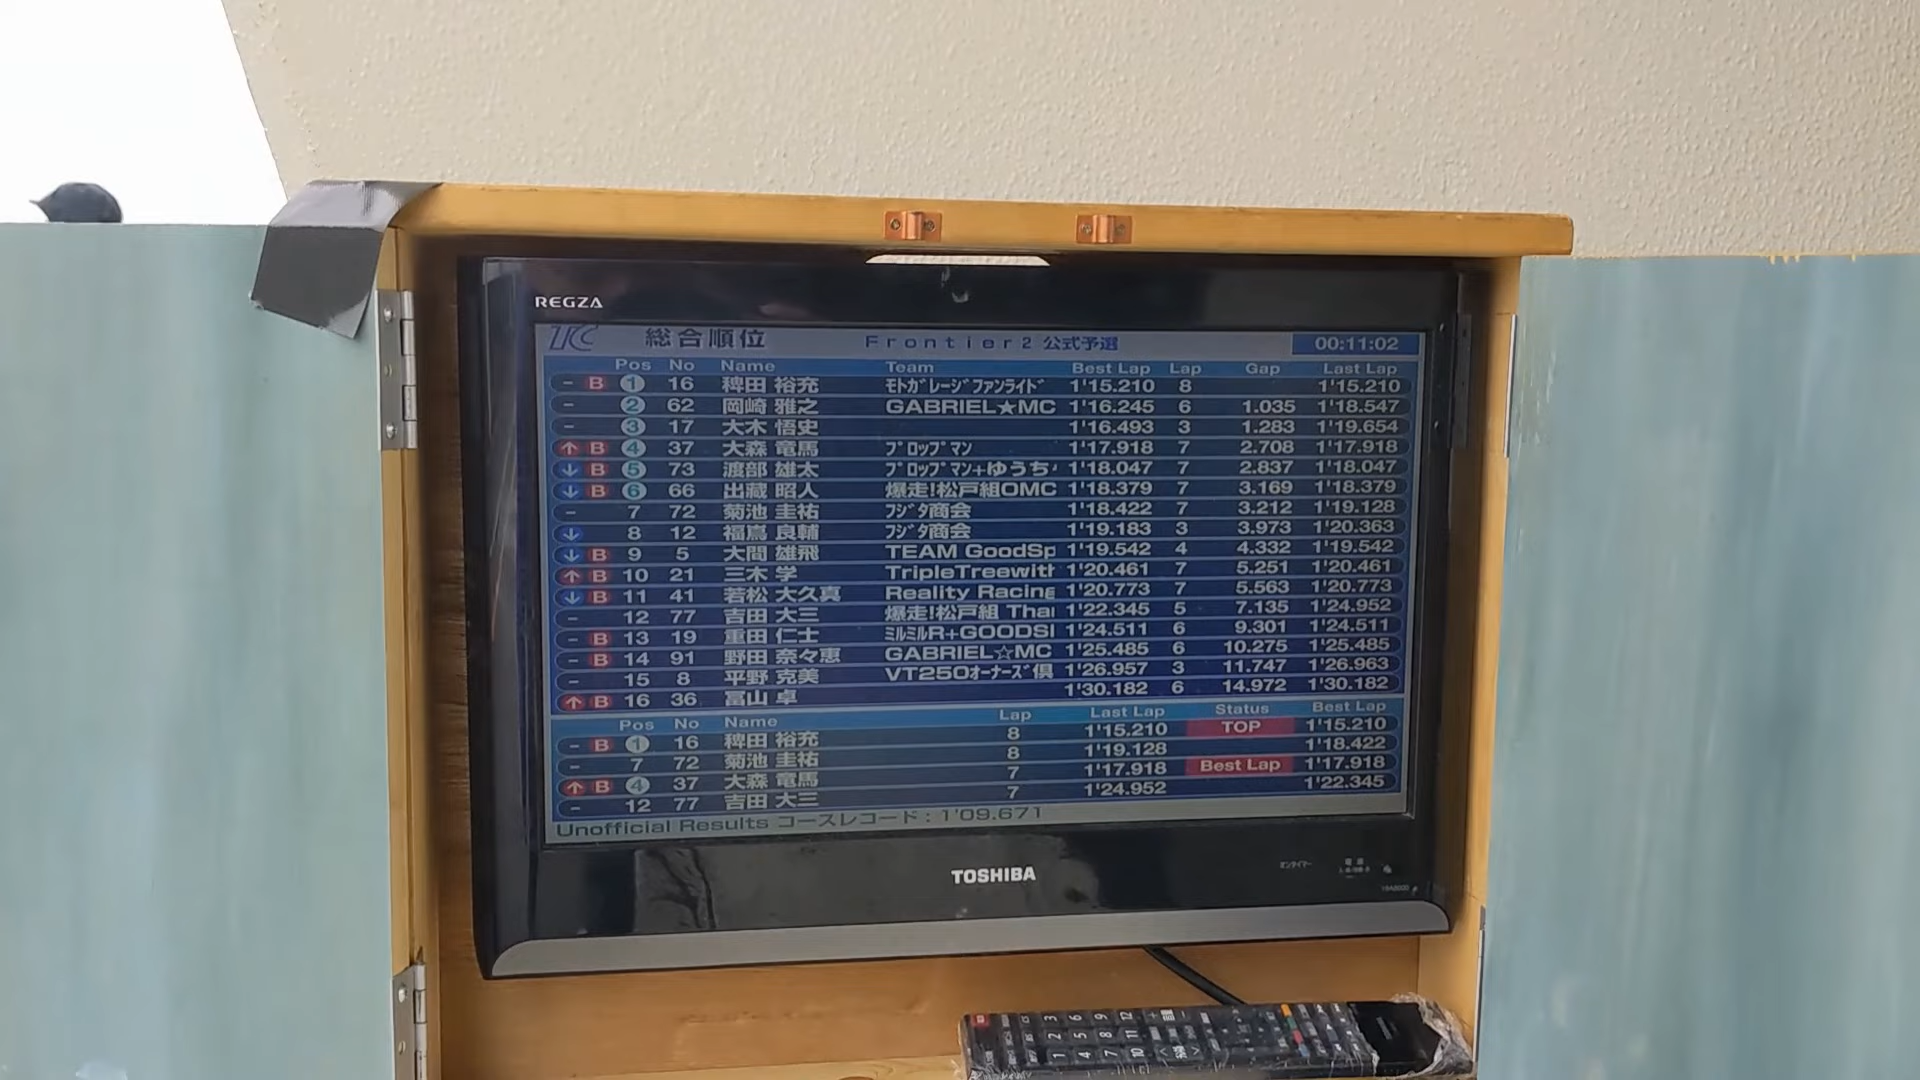 REGZA
TC 総合順位 Frontier2 公式予選 00:11:02
Pos No Name Team Best Lap Lap Gap Last Lap
- B 1 16 稗田 裕充 ﾓﾄｶﾞﾚｰｼﾞﾌｧﾝﾗｲﾄﾞ 1'15.210 8 1'15.210
- 2 62 岡崎 雅之 GABRIEL★MC 1'16.245 6 1.035 1'18.547
- 3 17 大木 悟史 1'16.493 3 1.283 1'19.654
↑ B 4 37 大森 竜馬 ﾌﾟﾛｯﾌﾟﾏﾝ 1'17.918 7 2.708 1'17.918
↓ B 5 73 渡部 雄太 ﾌﾟﾛｯﾌﾟﾏﾝ+ゆうち 1'18.047 7 2.837 1'18.047
↓ B 6 66 出蔵 昭人 爆走!松戸組OMC 1'18.379 7 3.169 1'18.379
- 7 72 菊池 圭祐 ﾌｼﾞﾀ商会 1'18.422 7 3.212 1'19.128
↓ 8 12 福嶌 良輔 ﾌｼﾞﾀ商会 1'19.183 3 3.973 1'20.363
↓ B 9 5 大間 雄飛 TEAM GoodSp 1'19.542 4 4.332 1'19.542
↑ B 10 21 三木 学 TripleTreewith 1'20.461 7 5.251 1'20.461
↓ B 11 41 若松 大久真 Reality Racing 1'20.773 7 5.563 1'20.773
- 12 77 吉田 大三 爆走!松戸組 Tha 1'22.345 5 7.135 1'24.952
- B 13 19 重田 仁士 ﾐﾙﾐﾙR+GOODS 1'24.511 6 9.301 1'24.511
- B 14 91 野田 奈々恵 GABRIEL☆MC 1'25.485 6 10.275 1'25.485
- 15 8 平野 克美 VT250ｵｰﾅｰｽﾞ倶 1'26.957 3 11.747 1'26.963
↑ B 16 36 冨山 卓 1'30.182 6 14.972 1'30.182
Pos No Name Lap Last Lap Status Best Lap
- B 1 16 稗田 裕充 8 1'15.210 TOP 1'15.210
- 7 72 菊池 圭祐 8 1'19.128 1'18.422
↑ B 4 37 大森 竜馬 7 1'17.918 Best Lap 1'17.918
- 12 77 吉田 大三 7 1'24.952 1'22.345
Unofficial Results コースレコード : 1'09.671
TOSHIBA
オンタイマー 電源
1 2 3
4 5 6
7 8 9
10 11 12